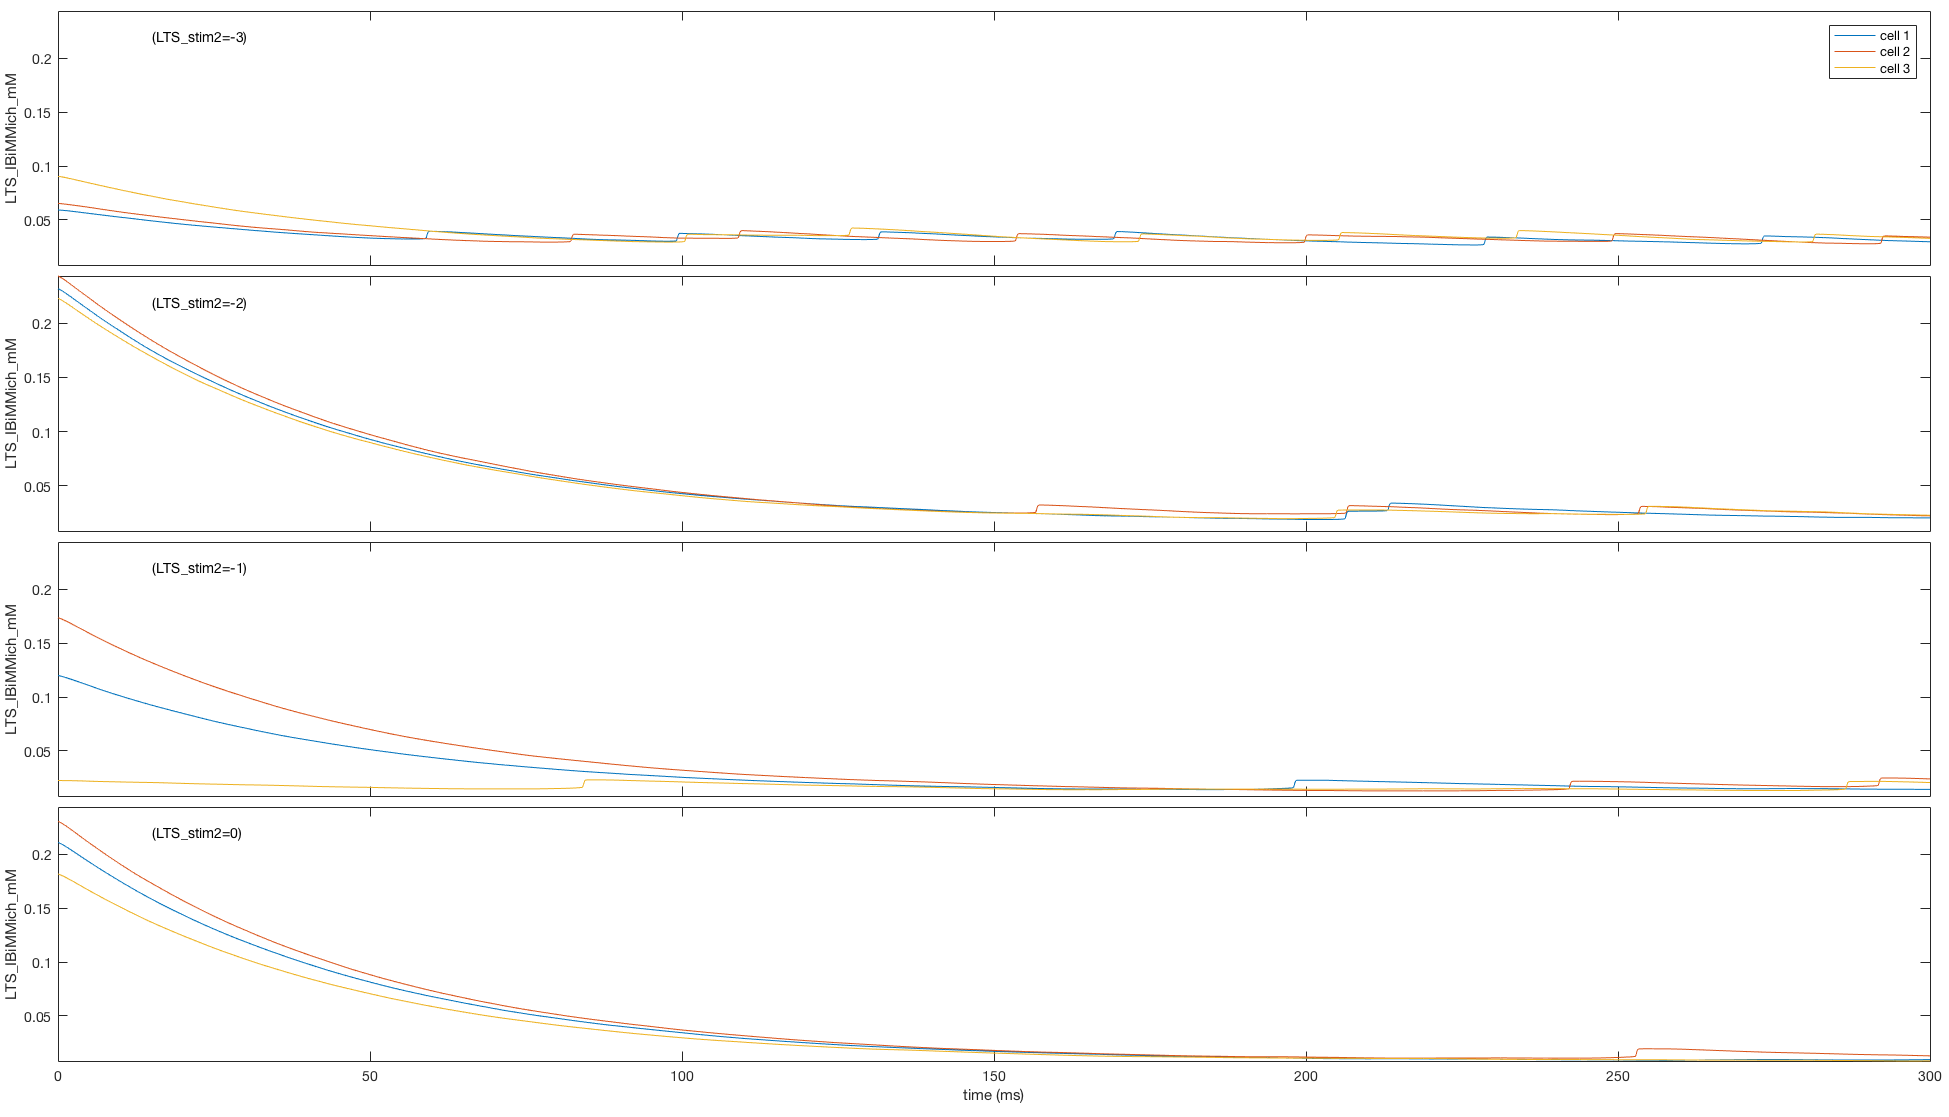 (LTS_stim2=-3)
cell 1
cell 2
cell 3
0.2
0.15
0.1
0.05
LTS_IBiMMich_mM
(LTS_stim2=-2)
0.2
0.15
0.1
0.05
LTS_IBiMMich_mM
(LTS_stim2=-1)
0.2
0.15
0.1
0.05
LTS_IBiMMich_mM
(LTS_stim2=0)
0.2
0.15
0.1
0.05
LTS_IBiMMich_mM
0 50 100 150 200 250 300
time (ms)